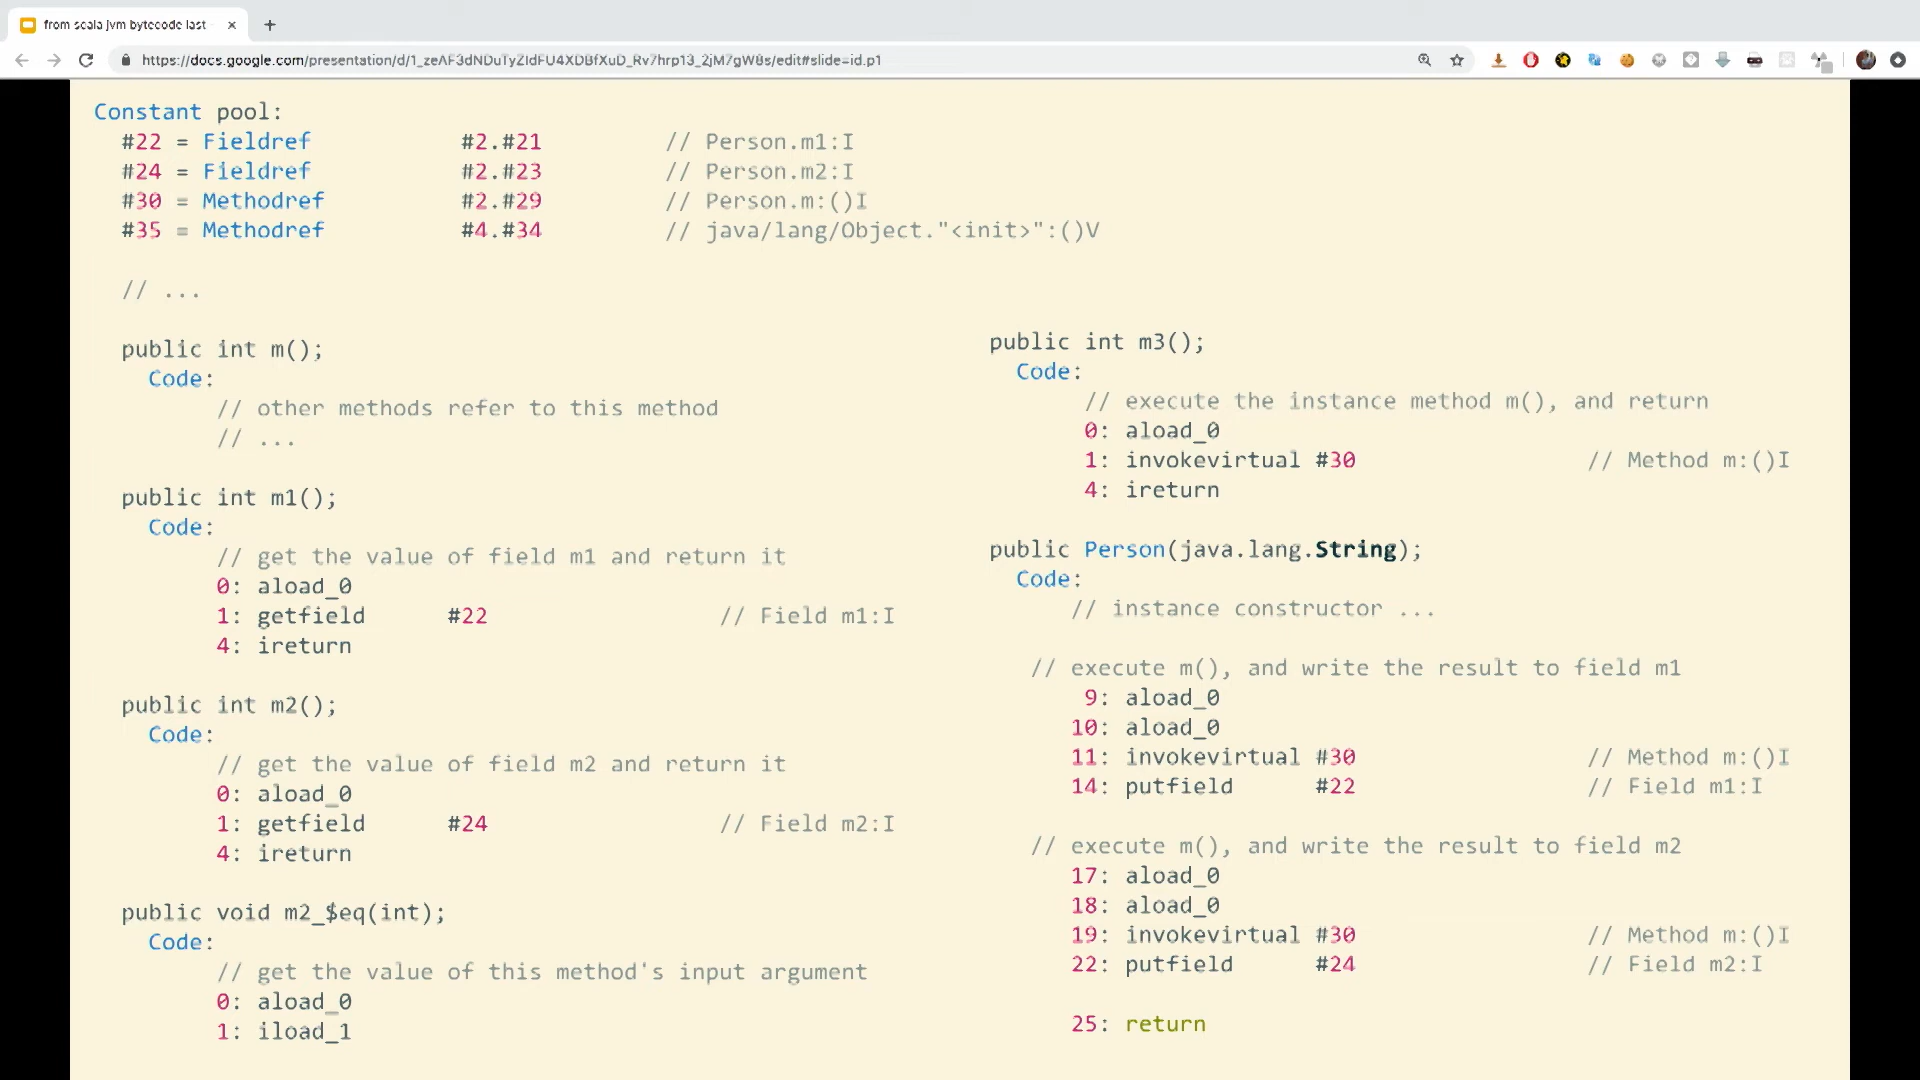 from scala jvm bytecode last
https://docs.google.com/presentation/d/1_zeAF3dNDuTyZIdFU4XDBfXuD_Rv7hrp13_2jM7gW8s/edit#slide=id.p1
Constant pool:
#22 = Fieldref #2.#21 // Person.m1:I
#24 = Fieldref #2.#23 // Person.m2:I
#30 = Methodref #2.#29 // Person.m:()I
#35 = Methodref #4.#34 // java/lang/Object."<init>":()V
// ...
public int m();
Code:
// other methods refer to this method
// ...
public int m1();
Code:
// get the value of field m1 and return it
0: aload_0
1: getfield #22 // Field m1:I
4: ireturn
public int m2();
Code:
// get the value of field m2 and return it
0: aload_0
1: getfield #24 // Field m2:I
4: ireturn
public void m2_$eq(int);
Code:
// get the value of this method's input argument
0: aload_0
1: iload_1
public int m3();
Code:
// execute the instance method m(), and return
0: aload_0
1: invokevirtual #30 // Method m:()I
4: ireturn
public Person(java.lang.String);
Code:
// instance constructor ...
// execute m(), and write the result to field m1
9: aload_0
10: aload_0
11: invokevirtual #30 // Method m:()I
14: putfield #22 // Field m1:I
// execute m(), and write the result to field m2
17: aload_0
18: aload_0
19: invokevirtual #30 // Method m:()I
22: putfield #24 // Field m2:I
25: return